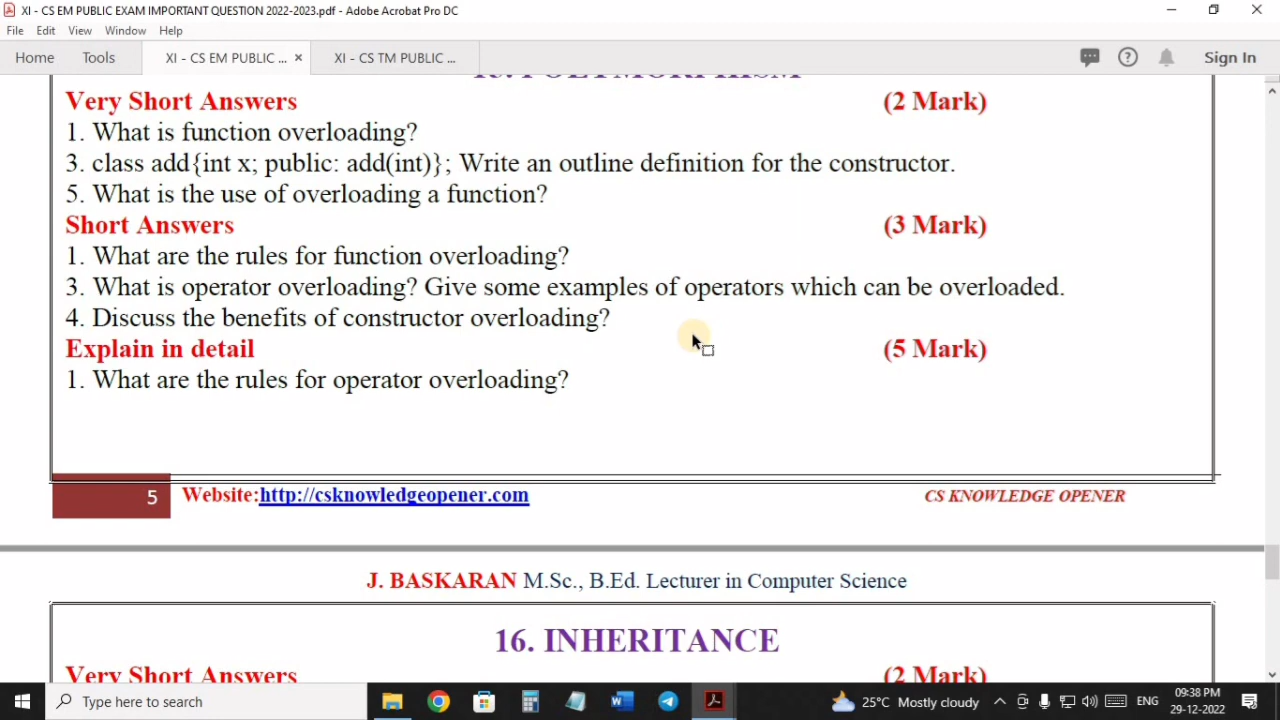 XI - CS EM PUBLIC EXAM IMPORTANT QUESTION 2022-2023.pdf - Adobe Acrobat Pro DC
File Edit View Window Help
Home Tools XI - CS EM PUBLIC ... × XI - CS TM PUBLIC ... Sign In
Very Short Answers (2 Mark)
1. What is function overloading?
3. class add{int x; public: add(int)}; Write an outline definition for the constructor.
5. What is the use of overloading a function?
Short Answers (3 Mark)
1. What are the rules for function overloading?
3. What is operator overloading? Give some examples of operators which can be overloaded.
4. Discuss the benefits of constructor overloading?
Explain in detail (5 Mark)
1. What are the rules for operator overloading?
5 Website:http://csknowledgeopener.com CS KNOWLEDGE OPENER
J. BASKARAN M.Sc., B.Ed. Lecturer in Computer Science
16. INHERITANCE
Very Short Answers (2 Mark)
Type here to search 25°C Mostly cloudy ENG 09:38 PM
29-12-2022